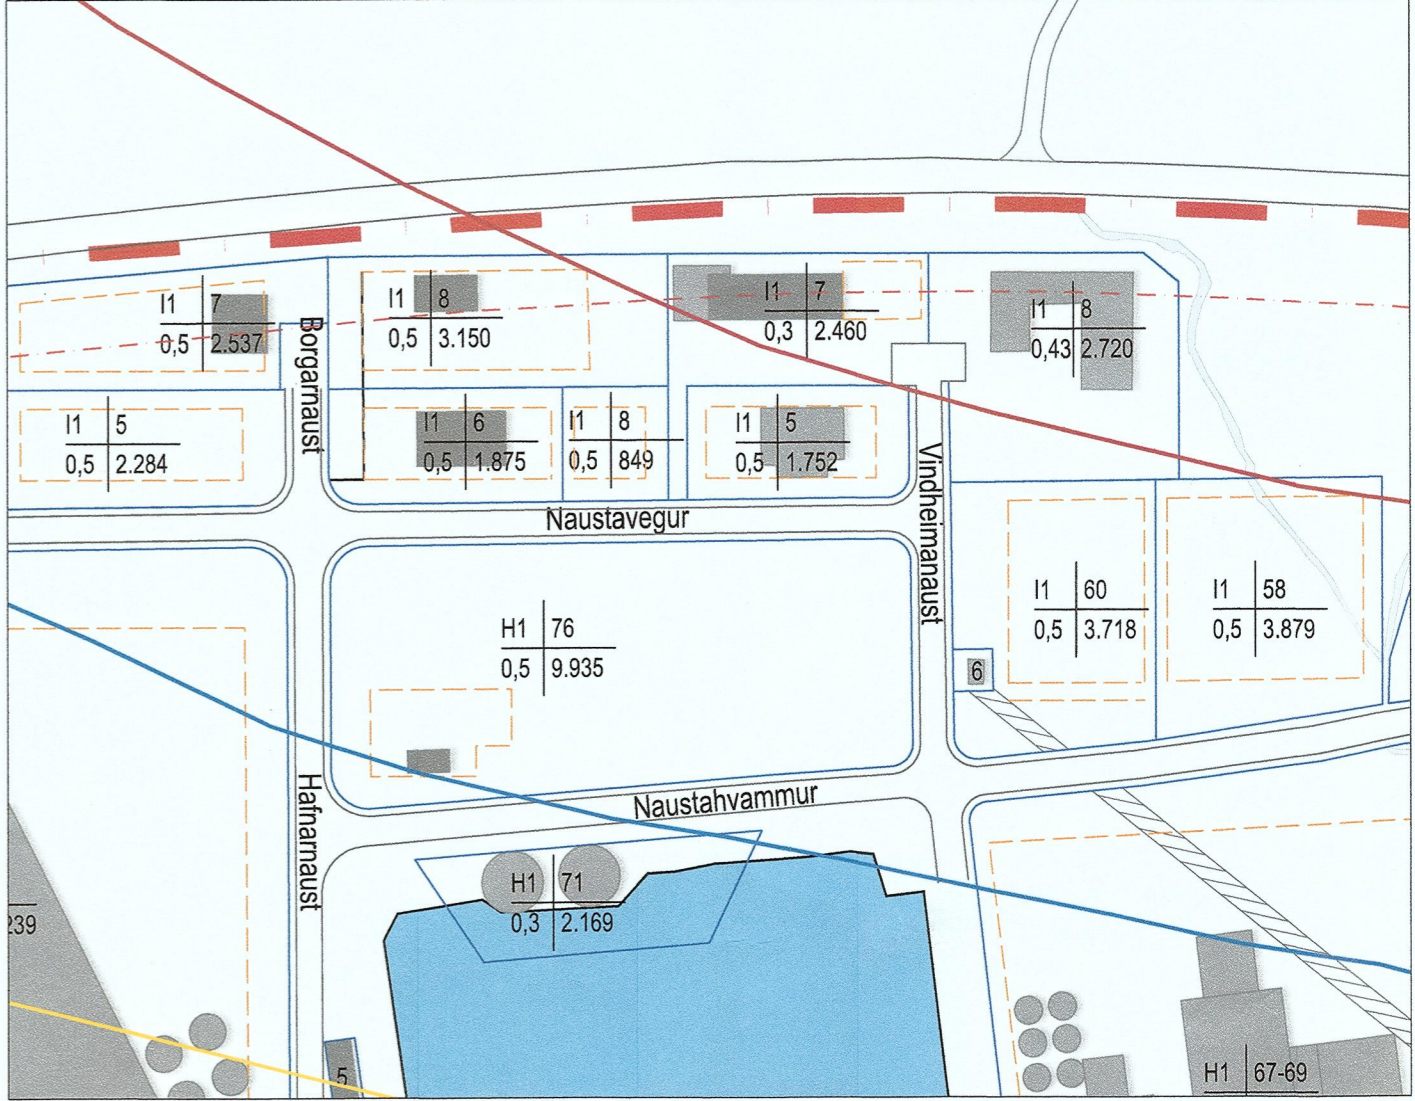 I1 7
0,5 2.537
I1 8
0,5 3.150
I1 7
0,3 2.460
I1 8
0,43 2.720
Borgarnaust
I1 5
0,5 2.284
I1 6
0,5 1.875
I1 8
0,5 849
I1 5
0,5 1.752
Vindheimanaust
Naustavegur
I1 60
0,5 3.718
I1 58
0,5 3.879
H1 76
0,5 9.935
6
Hafnarnaust
Naustahvammur
H1 71
0,3 2.169
239
5
H1 67-69